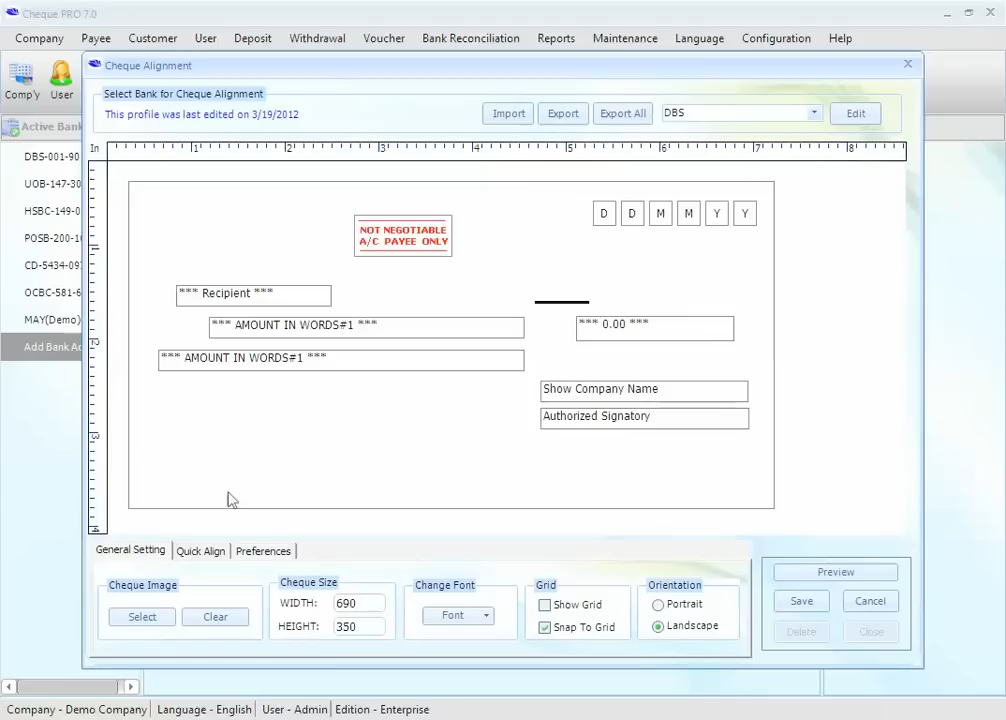 Cheque PRO 7.0
Company Payee Customer User Deposit Withdrawal Voucher Bank Reconciliation Reports Maintenance Language Configuration Help
Comp'y User
Cheque Alignment
Select Bank for Cheque Alignment
This profile was last edited on 3/19/2012
Import Export Export All DBS Edit
Active Bank
In 1 2 3 4 5 6 7 8
DBS-001-90
UOB-147-30
HSBC-149-0
POSB-200-10
CD-5434-09
OCBC-581-6
MAY(Demo)
Add Bank Ac
1
2
3
4
D D M M Y Y
NOT NEGOTIABLE
A/C PAYEE ONLY
*** Recipient ***
*** AMOUNT IN WORDS#1 ***
*** 0.00 ***
*** AMOUNT IN WORDS#1 ***
Show Company Name
Authorized Signatory
General Setting Quick Align Preferences
Cheque Image
Select Clear
Cheque Size
WIDTH: 690
HEIGHT: 350
Change Font
Font
Grid
Show Grid
Snap To Grid
Orientation
Portrait
Landscape
Preview
Save Cancel
Delete Close
Company - Demo Company Language - English User - Admin Edition - Enterprise